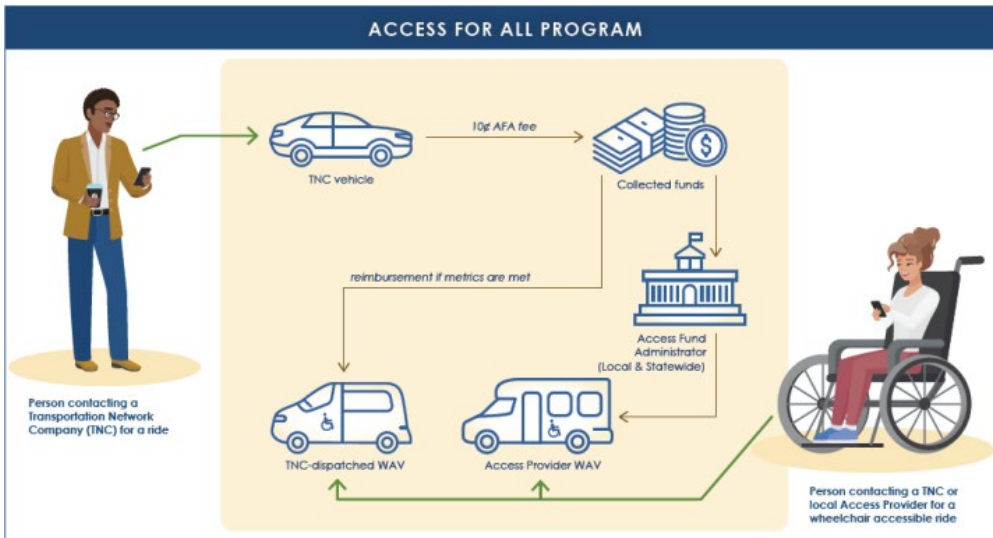 ACCESS FOR ALL PROGRAM
10¢ AFA fee
TNC vehicle
Collected funds
reimbursement if metrics are met
Access Fund
Administrator
(Local & Statewide)
Person contacting a
Transportation Network
Company (TNC) for a ride
TNC-dispatched WAV
Access Provider WAV
Person contacting a TNC or
local Access Provider for a
wheelchair accessible ride